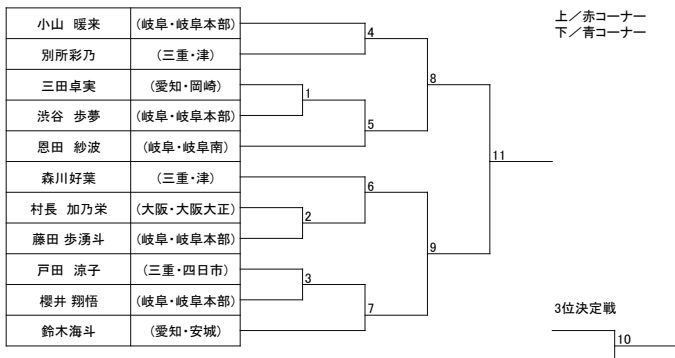 小山 暖来 (岐阜・岐阜本部)
別所彩乃 (三重・津)
三田卓実 (愛知・岡崎)
渋谷 歩夢 (岐阜・岐阜本部)
恩田 紗波 (岐阜・岐阜南)
森川好葉 (三重・津)
村長 加乃栄 (大阪・大阪大正)
藤田 歩湧斗 (岐阜・岐阜本部)
戸田 涼子 (三重・四日市)
櫻井 翔悟 (岐阜・岐阜本部)
鈴木海斗 (愛知・安城)
1
2
3
4
5
6
7
8
9
11
上／赤コーナー
下／青コーナー
3位決定戦
10